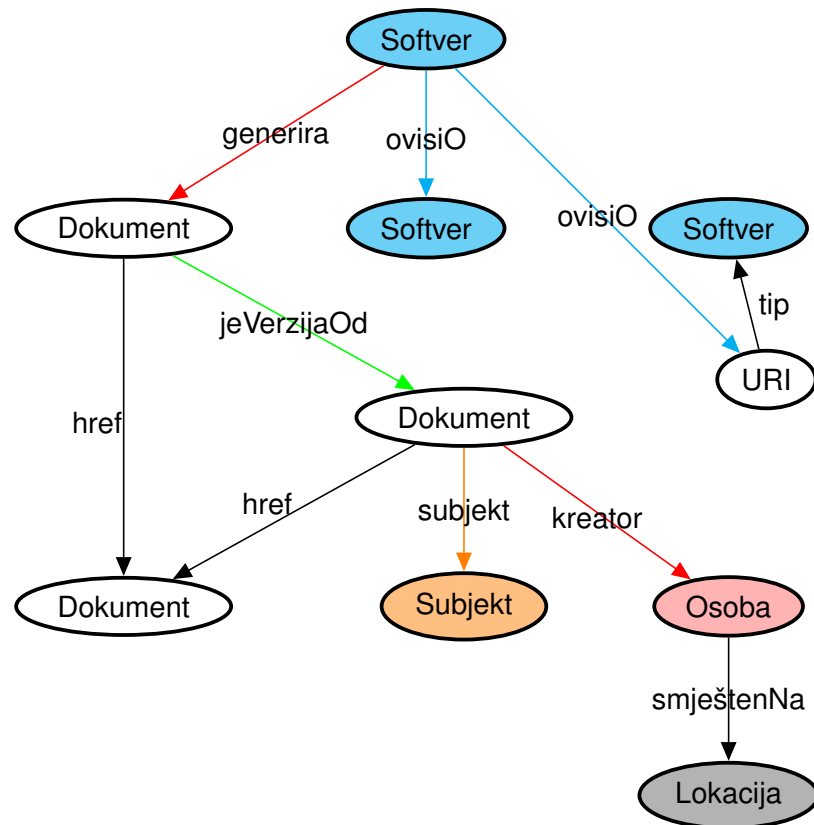 Softver
generira
ovisiO
ovisiO
Dokument
Softver
Softver
tip
jeVerzijaOd
URI
href
Dokument
href
subjekt
kreator
Dokument
Subjekt
Osoba
smještenNa
Lokacija